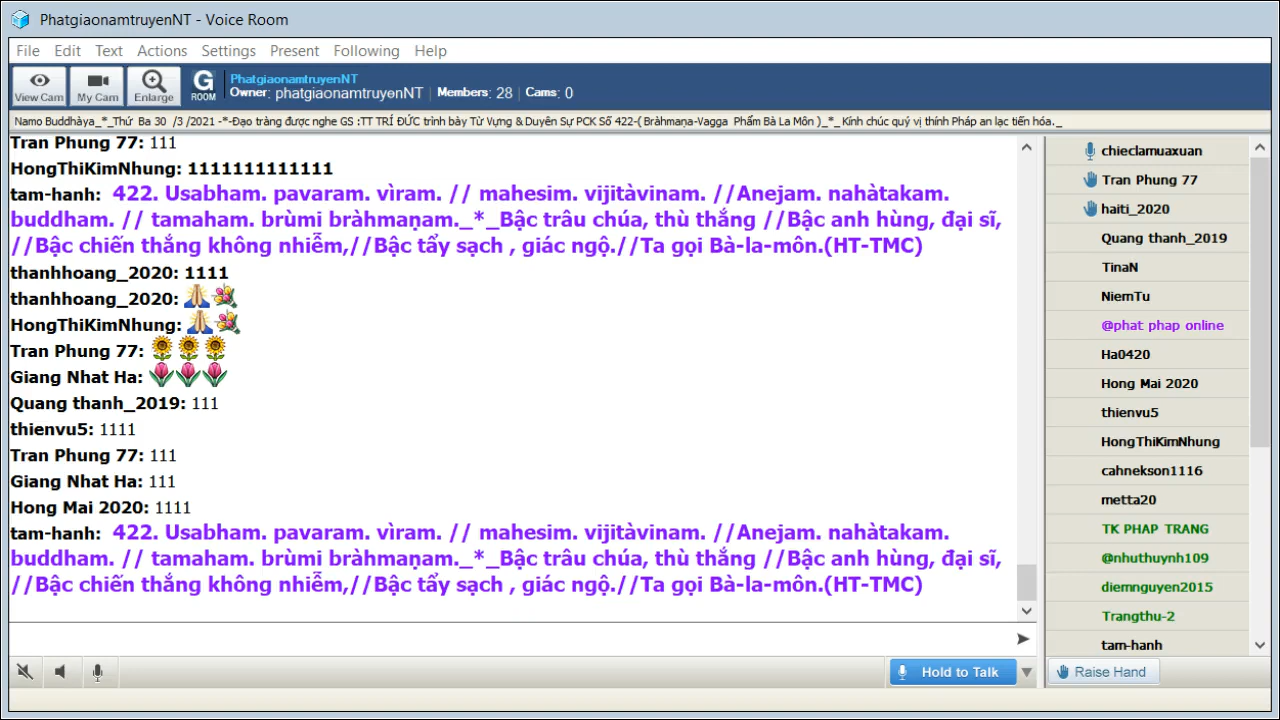 PhatgiaonamtruyenNT - Voice Room
File Edit Text Actions Settings Present Following Help
View Cam My Cam Enlarge G ROOM
PhatgiaonamtruyenNT
Owner: phatgiaonamtruyenNT Members: 28 Cams: 0
Namo Buddhàya_*_Thứ Ba 30 /3 /2021 -*-Đạo tràng được nghe GS :TT TRÍ ĐỨC trình bày Từ Vựng & Duyên Sự PCK Số 422-( Bràhmaṇa-Vagga Phẩm Bà La Môn )_*_ Kính chúc quý vị thính Pháp an lạc tiến hóa._
Tran Phung 77: 111
HongThiKimNhung: 1111111111111
tam-hanh: 422. Usabham. pavaram. vìram. // mahesim. vijitàvinam. //Anejam. nahàtakam.
buddham. // tamaham. brùmi bràhmaṇam._*_Bậc trâu chúa, thù thắng //Bậc anh hùng, đại sĩ,
//Bậc chiến thắng không nhiễm,//Bậc tẩy sạch , giác ngộ.//Ta gọi Bà-la-môn.(HT-TMC)
thanhhoang_2020: 1111
thanhhoang_2020:
HongThiKimNhung:
Tran Phung 77:
Giang Nhat Ha:
Quang thanh_2019: 111
thienvu5: 1111
Tran Phung 77: 111
Giang Nhat Ha: 111
Hong Mai 2020: 1111
tam-hanh: 422. Usabham. pavaram. vìram. // mahesim. vijitàvinam. //Anejam. nahàtakam.
buddham. // tamaham. brùmi bràhmaṇam._*_Bậc trâu chúa, thù thắng //Bậc anh hùng, đại sĩ,
//Bậc chiến thắng không nhiễm,//Bậc tẩy sạch , giác ngộ.//Ta gọi Bà-la-môn.(HT-TMC)
chieclamuaxuan
Tran Phung 77
haiti_2020
Quang thanh_2019
TinaN
NiemTu
@phat phap online
Ha0420
Hong Mai 2020
thienvu5
HongThiKimNhung
cahnekson1116
metta20
TK PHAP TRANG
@nhuthuynh109
diemnguyen2015
Trangthu-2
tam-hanh
Hold to Talk
Raise Hand